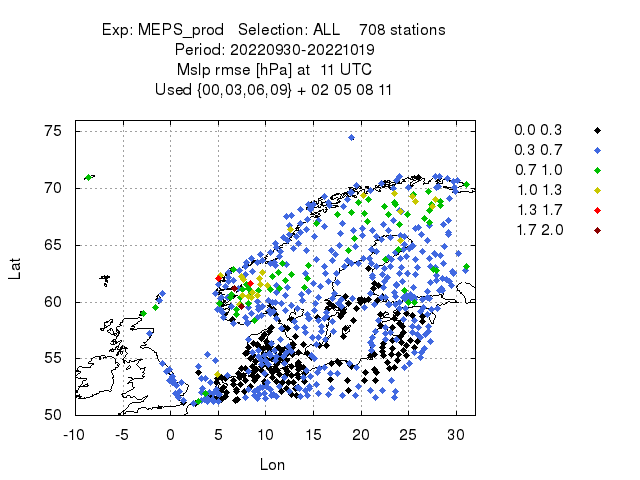 Exp: MEPS_prod   Selection: ALL    708 stations
Period: 20220930-20221019
Mslp rmse [hPa] at  11 UTC
Used {00,03,06,09} + 02 05 08 11
0.0 0.3
0.3 0.7
0.7 1.0
1.0 1.3
1.3 1.7
1.7 2.0
75
70
65
60
55
50
Lat
-10 -5 0 5 10 15 20 25 30
Lon